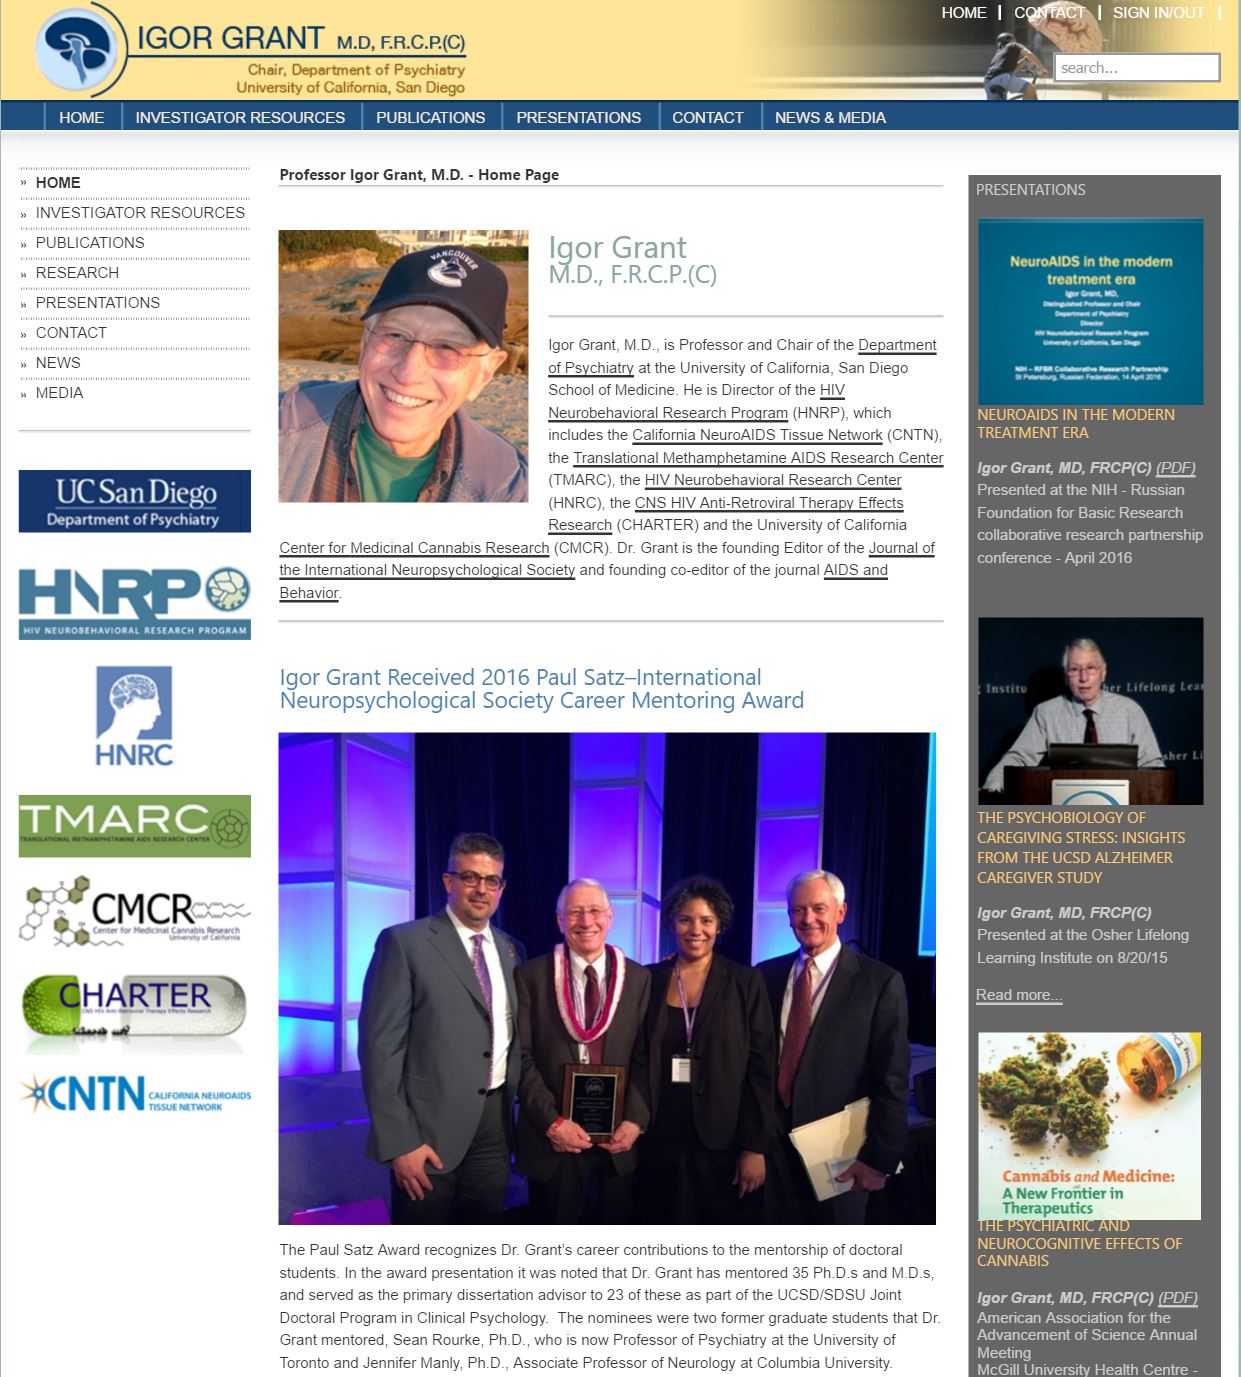 HOME | CONTACT | SIGN IN/OUT |
IGOR GRANT M.D, F.R.C.P.(C)
Chair, Department of Psychiatry
University of California, San Diego
search...
HOME
INVESTIGATOR RESOURCES
PUBLICATIONS
PRESENTATIONS
CONTACT
NEWS & MEDIA
» HOME
» INVESTIGATOR RESOURCES
» PUBLICATIONS
» RESEARCH
» PRESENTATIONS
» CONTACT
» NEWS
» MEDIA
UC San Diego
Department of Psychiatry
HNRP
HIV NEUROBEHAVIORAL RESEARCH PROGRAM
HNRC
TMARC
TRANSLATIONAL METHAMPHETAMINE AIDS RESEARCH CENTER
CMCR
Center for Medicinal Cannabis Research
University of California
CHARTER
CNS HIV Anti-Retroviral Therapy Effects Research
CNTN CALIFORNIA NEUROAIDS
TISSUE NETWORK
Professor Igor Grant, M.D. - Home Page
VANCOUVER
Igor Grant
M.D., F.R.C.P.(C)
Igor Grant, M.D., is Professor and Chair of the Department
of Psychiatry at the University of California, San Diego
School of Medicine. He is Director of the HIV
Neurobehavioral Research Program (HNRP), which
includes the California NeuroAIDS Tissue Network (CNTN),
the Translational Methamphetamine AIDS Research Center
(TMARC), the HIV Neurobehavioral Research Center
(HNRC), the CNS HIV Anti-Retroviral Therapy Effects
Research (CHARTER) and the University of California
Center for Medicinal Cannabis Research (CMCR). Dr. Grant is the founding Editor of the Journal of
the International Neuropsychological Society and founding co-editor of the journal AIDS and
Behavior.
Igor Grant Received 2016 Paul Satz–International
Neuropsychological Society Career Mentoring Award
The Paul Satz Award recognizes Dr. Grant's career contributions to the mentorship of doctoral
students. In the award presentation it was noted that Dr. Grant has mentored 35 Ph.D.s and M.D.s,
and served as the primary dissertation advisor to 23 of these as part of the UCSD/SDSU Joint
Doctoral Program in Clinical Psychology. The nominees were two former graduate students that Dr.
Grant mentored, Sean Rourke, Ph.D., who is now Professor of Psychiatry at the University of
Toronto and Jennifer Manly, Ph.D., Associate Professor of Neurology at Columbia University.
PRESENTATIONS
NeuroAIDS in the modern
treatment era
Igor Grant, MD,
Distinguished Professor and Chair
Department of Psychiatry
Director
HIV Neurobehavioral Research Program
University of California, San Diego
NIH – RFBR Collaborative Research Partnership
St Petersburg, Russian Federation, 14 April 2016
NEUROAIDS IN THE MODERN
TREATMENT ERA
Igor Grant, MD, FRCP(C) (PDF)
Presented at the NIH - Russian
Foundation for Basic Research
collaborative research partnership
conference - April 2016
g Institu
her Lifelong Lear
sher Li
THE PSYCHOBIOLOGY OF
CAREGIVING STRESS: INSIGHTS
FROM THE UCSD ALZHEIMER
CAREGIVER STUDY
Igor Grant, MD, FRCP(C)
Presented at the Osher Lifelong
Learning Institute on 8/20/15
Read more...
Cannabis and Medicine:
A New Frontier in
Therapeutics
THE PSYCHIATRIC AND
NEUROCOGNITIVE EFFECTS OF
CANNABIS
Igor Grant, MD, FRCP(C) (PDF)
American Association for the
Advancement of Science Annual
Meeting
McGill University Health Centre -